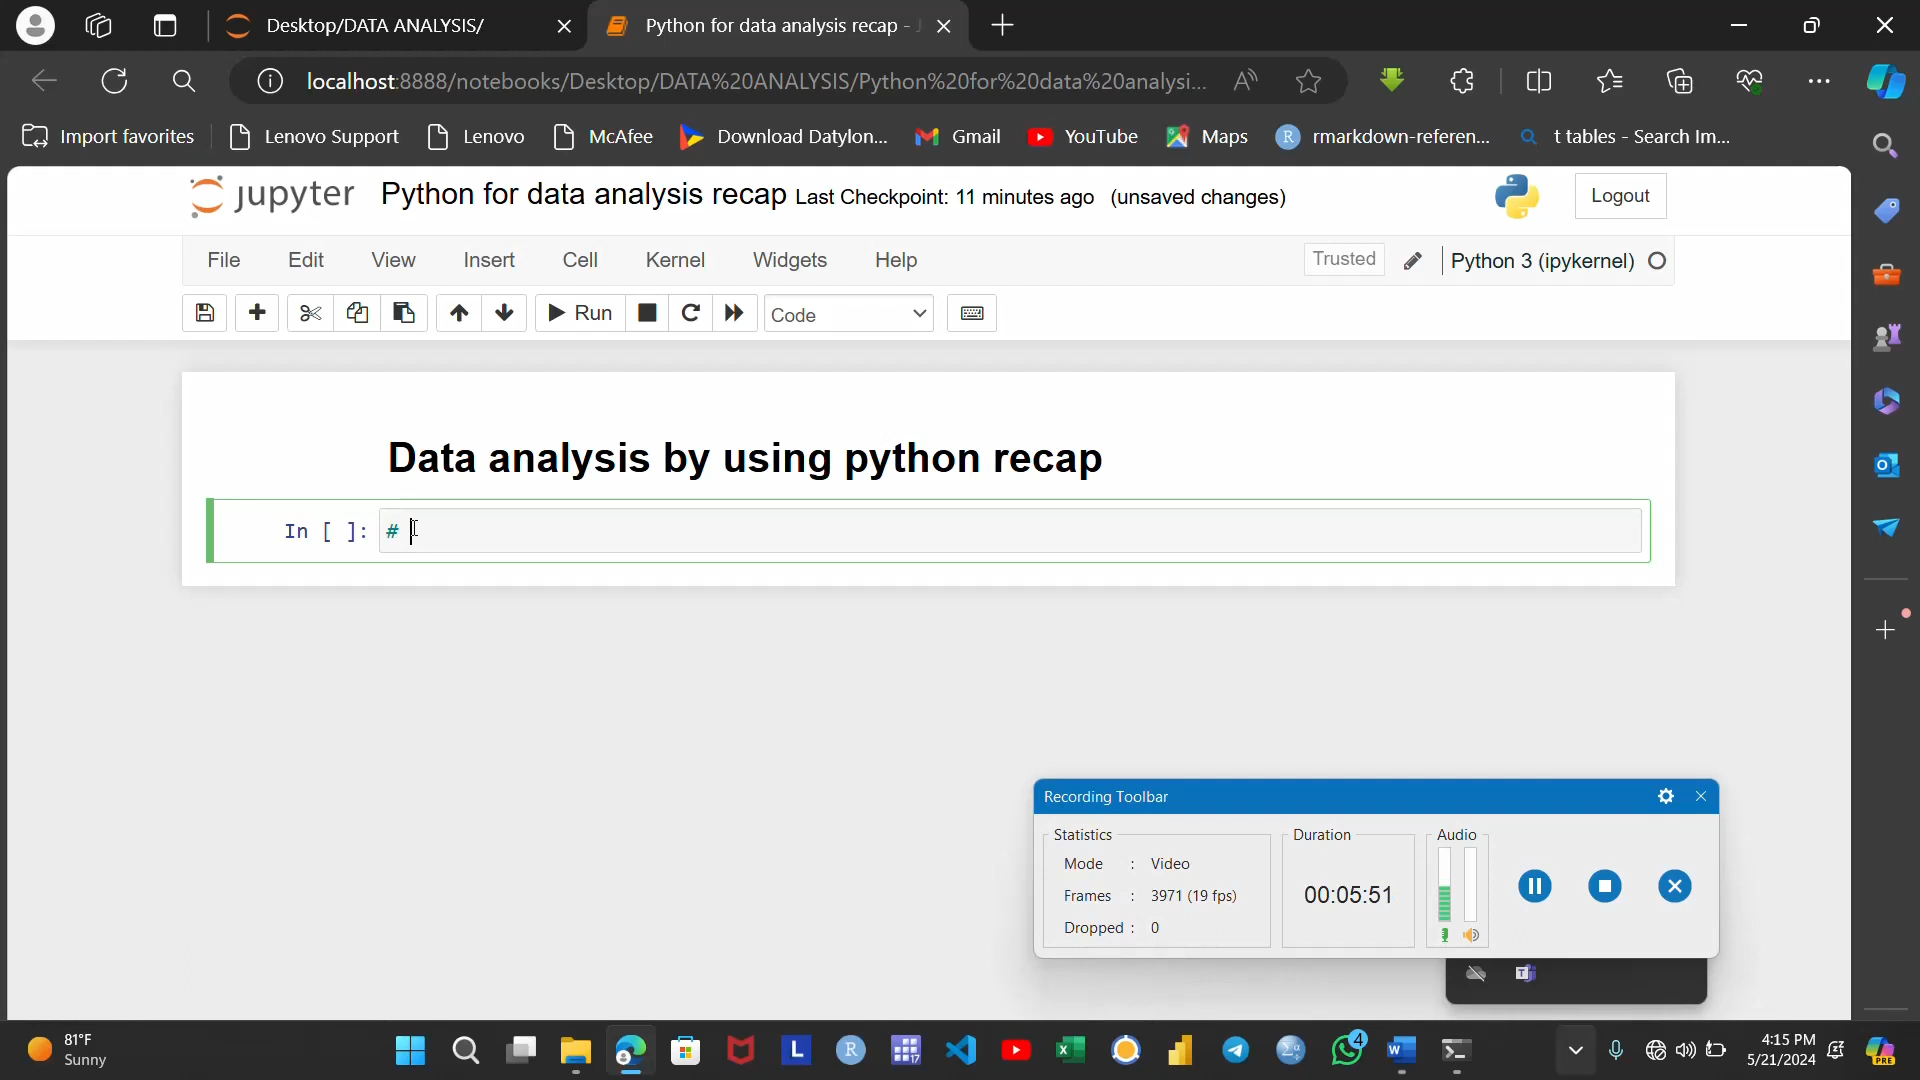 Desktop/DATA ANALYSIS/
Python for data analysis recap - J
localhost:8888/notebooks/Desktop/DATA%20ANALYSIS/Python%20for%20data%20analysi...
Import favorites
Lenovo Support
Lenovo
McAfee
Download Datylon...
Gmail
YouTube
Maps
rmarkdown-referen...
t tables - Search Im...
jupyter Python for data analysis recap Last Checkpoint: 11 minutes ago (unsaved changes)
Logout
File Edit View Insert Cell Kernel Widgets Help
Trusted
Python 3 (ipykernel)
Run
Code
Data analysis by using python recap
In [ ]: #
Recording Toolbar
Statistics
Mode : Video
Frames : 3971 (19 fps)
Dropped : 0
Duration
00:05:51
Audio
81°F
Sunny
4
4:15 PM
5/21/2024